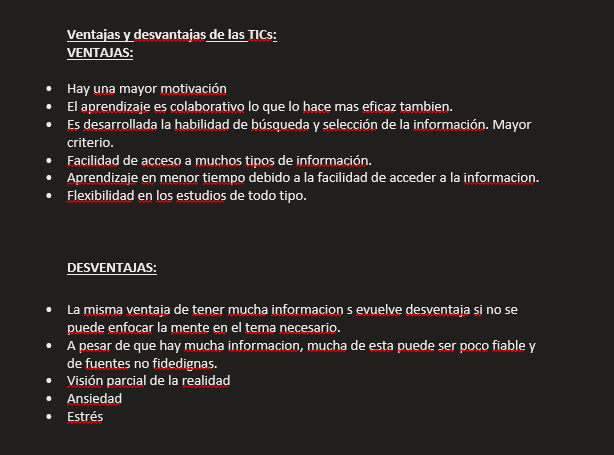 Ventajas y desvantajas de las TICs:
VENTAJAS:
• Hay una mayor motivación
• El aprendizaje es colaborativo lo que lo hace mas eficaz tambien.
• Es desarrollada la habilidad de búsqueda y selección de la información. Mayor
criterio.
• Facilidad de acceso a muchos tipos de información.
• Aprendizaje en menor tiempo debido a la facilidad de acceder a la informacion.
• Flexibilidad en los estudios de todo tipo.
DESVENTAJAS:
• La misma ventaja de tener mucha informacion s evuelve desventaja si no se
puede enfocar la mente en el tema necesario.
• A pesar de que hay mucha informacion, mucha de esta puede ser poco fiable y
de fuentes no fidedignas.
• Visión parcial de la realidad
• Ansiedad
• Estrés